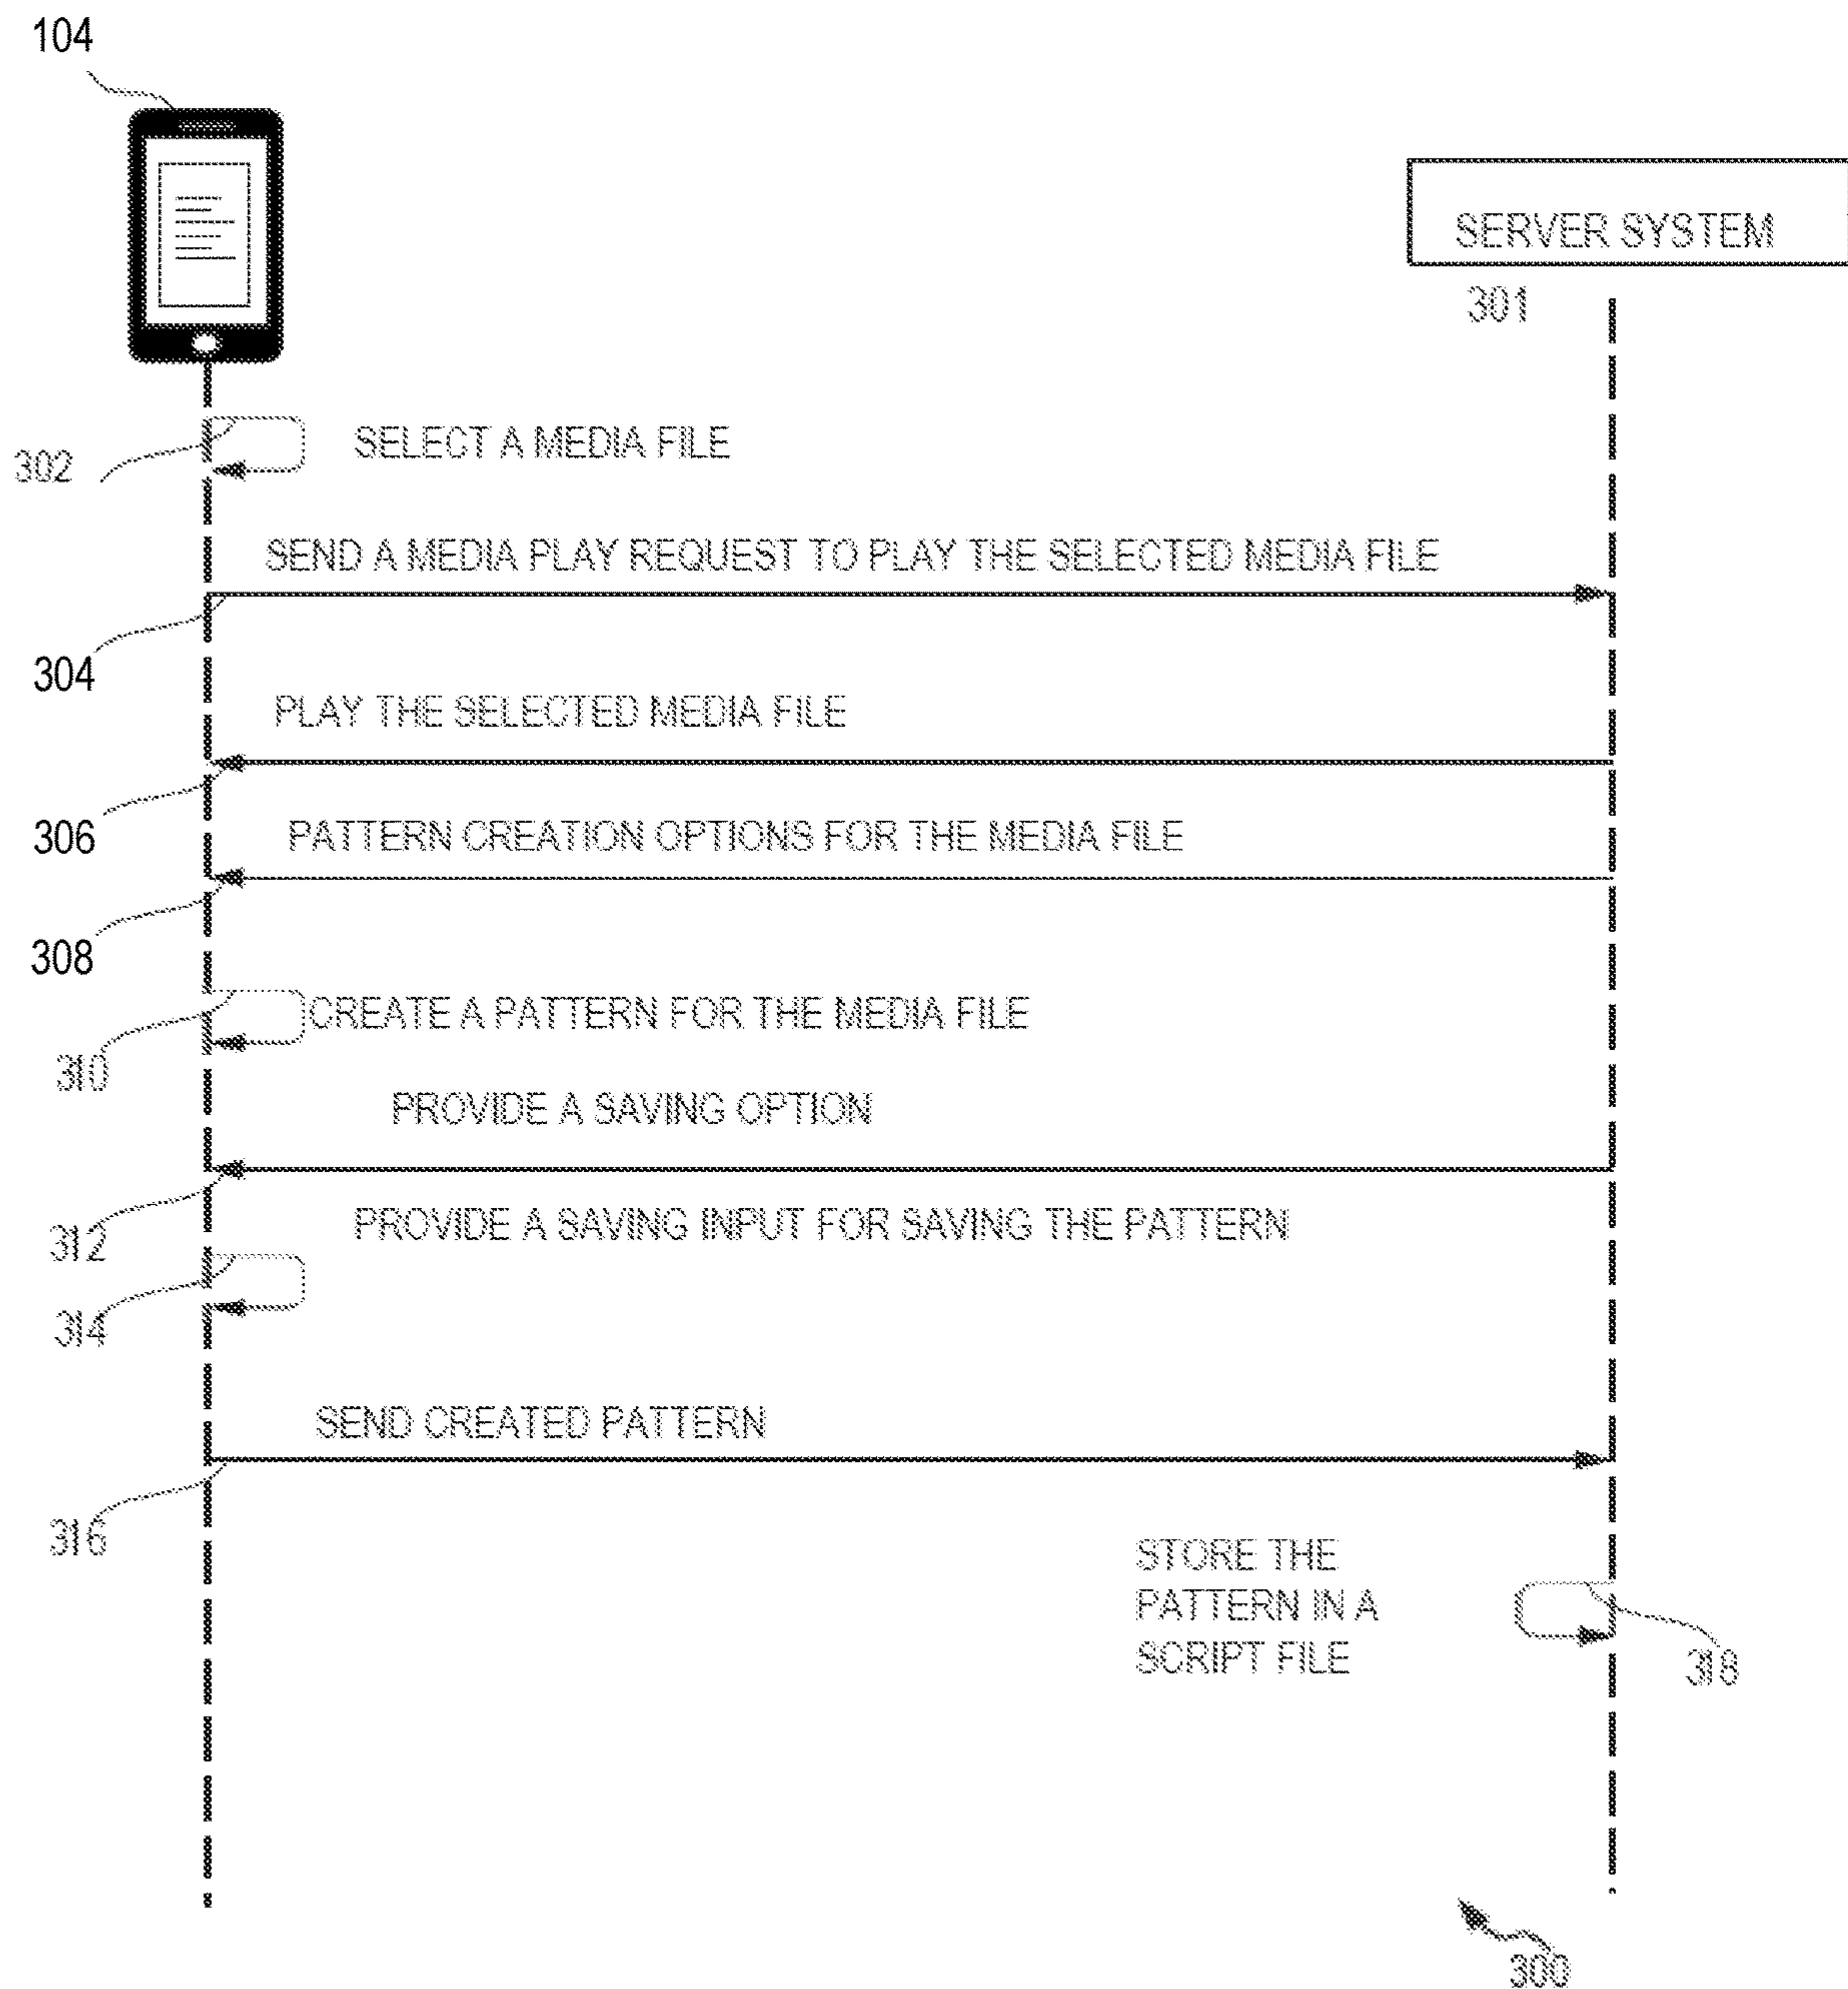 104
SERVER SYSTEM
301
SELECT A MEDIA FILE
302
SEND A MEDIA PLAY REQUEST TO PLAY THE SELECTED MEDIA FILE
304
PLAY THE SELECTED MEDIA FILE
306
PATTERN CREATION OPTIONS FOR THE MEDIA FILE
308
CREATE A PATTERN FOR THE MEDIA FILE
310
PROVIDE A SAVING OPTION
312
PROVIDE A SAVING INPUT FOR SAVING THE PATTERN
314
SEND CREATED PATTERN
316
STORE THE
PATTERN IN A
SCRIPT FILE
318
300